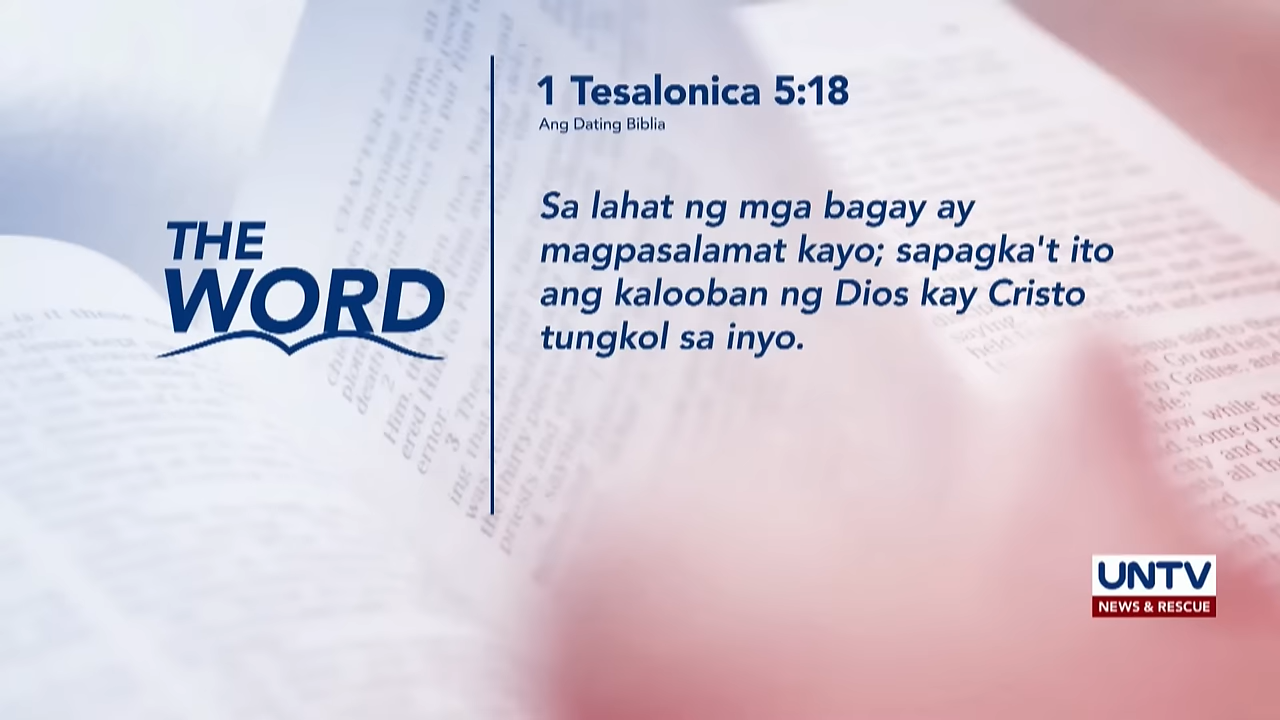 THE
WORD
1 Tesalonica 5:18
Ang Dating Biblia
Sa lahat ng mga bagay ay
magpasalamat kayo; sapagka't ito
ang kalooban ng Dios kay Cristo
tungkol sa inyo.
UNTV
NEWS & RESCUE